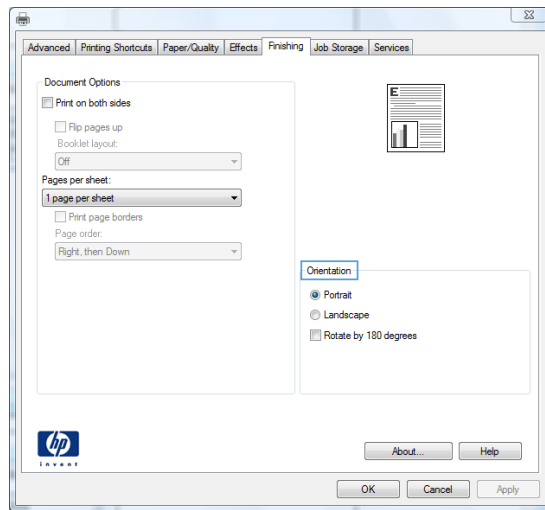 Advanced
Printing Shortcuts
Paper/Quality
Effects
Finishing
Job Storage
Services
Document Options
Print on both sides
Flip pages up
Booklet layout:
Off
Pages per sheet:
1 page per sheet
Print page borders
Page order:
Right, then Down
E
Orientation
Portrait
Landscape
Rotate by 180 degrees
hp
invent
About...
Help
OK
Cancel
Apply